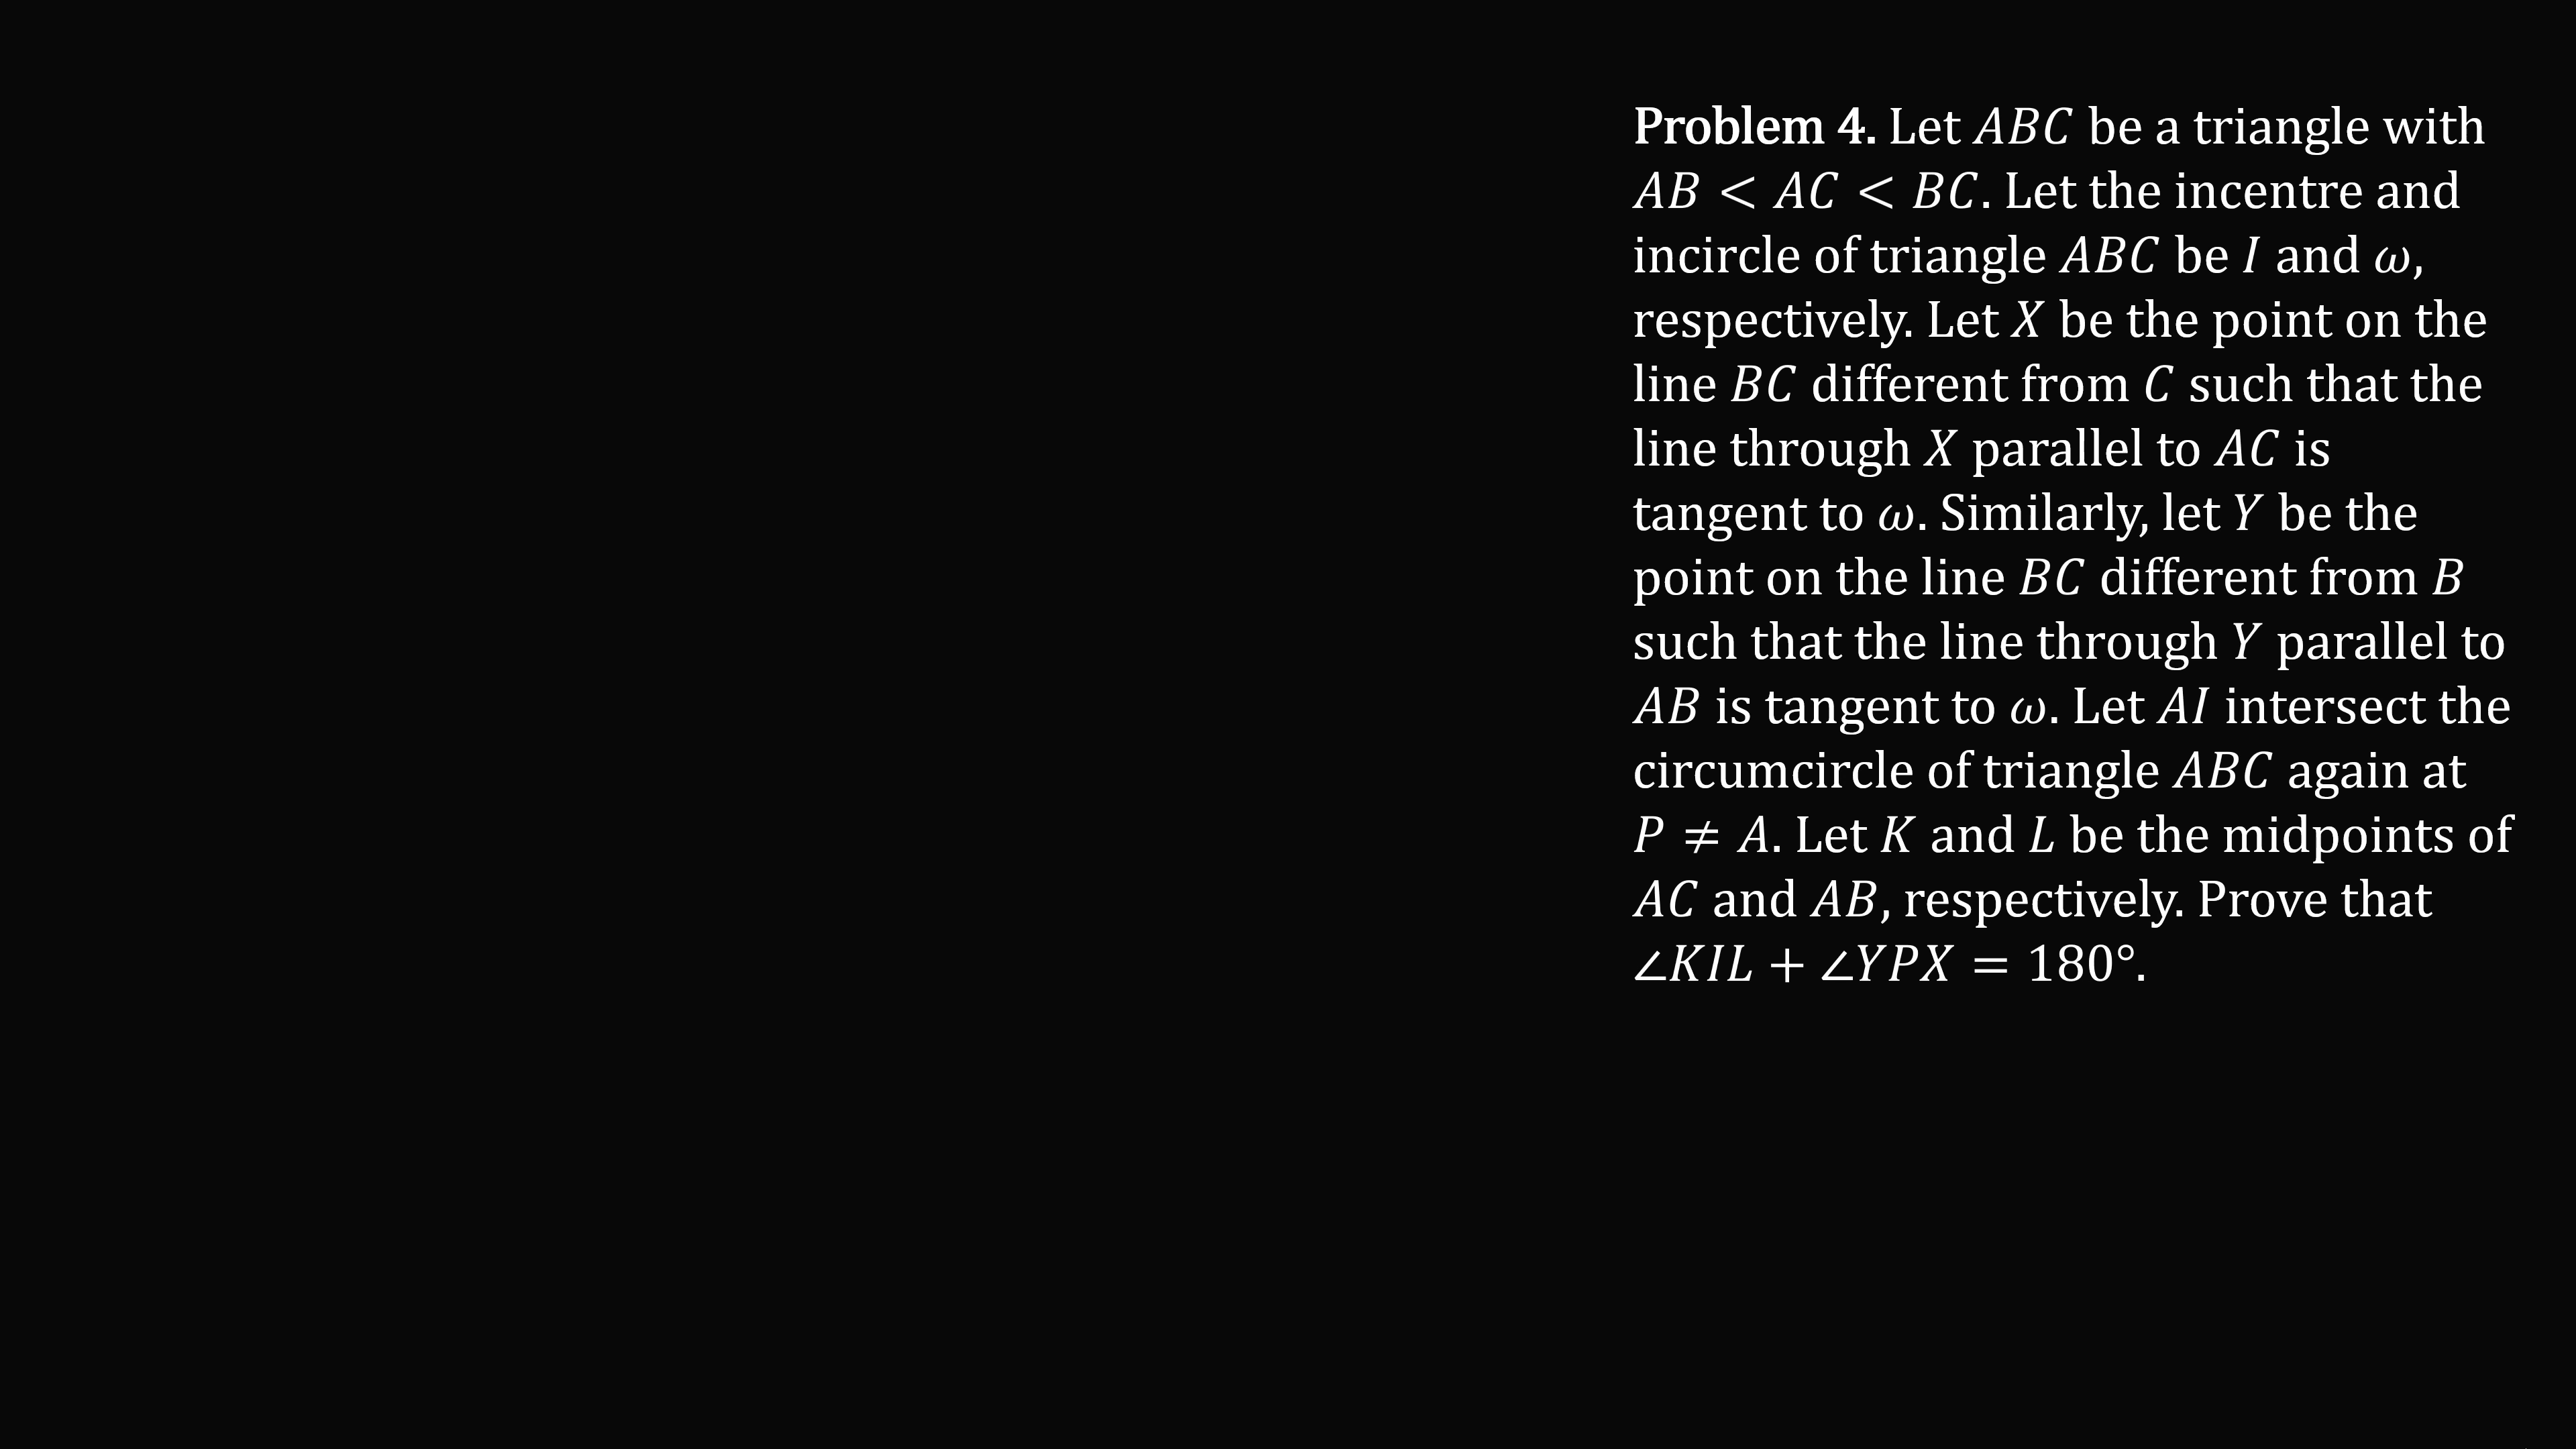 Problem 4. Let ABC be a triangle with
AB < AC < BC. Let the incentre and
incircle of triangle ABC be I and ω,
respectively. Let X be the point on the
line BC different from C such that the
line through X parallel to AC is
tangent to ω. Similarly, let Y be the
point on the line BC different from B
such that the line through Y parallel to
AB is tangent to ω. Let AI intersect the
circumcircle of triangle ABC again at
P ≠ A. Let K and L be the midpoints of
AC and AB, respectively. Prove that
∠KIL + ∠YPX = 180°.